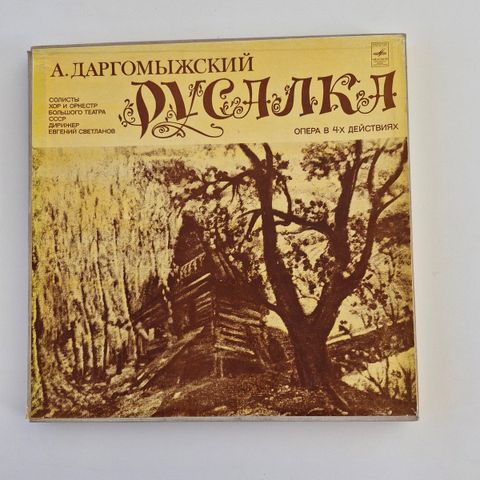 А. ДАРГОМЫЖСКИЙ
РУСАЛКА
СОЛИСТЫ
ХОР И ОРКЕСТР
БОЛЬШОГО ТЕАТРА
СССР
ДИРИЖЕР
ЕВГЕНИЙ СВЕТЛАНОВ
ОПЕРА В 4-Х ДЕЙСТВИЯХ